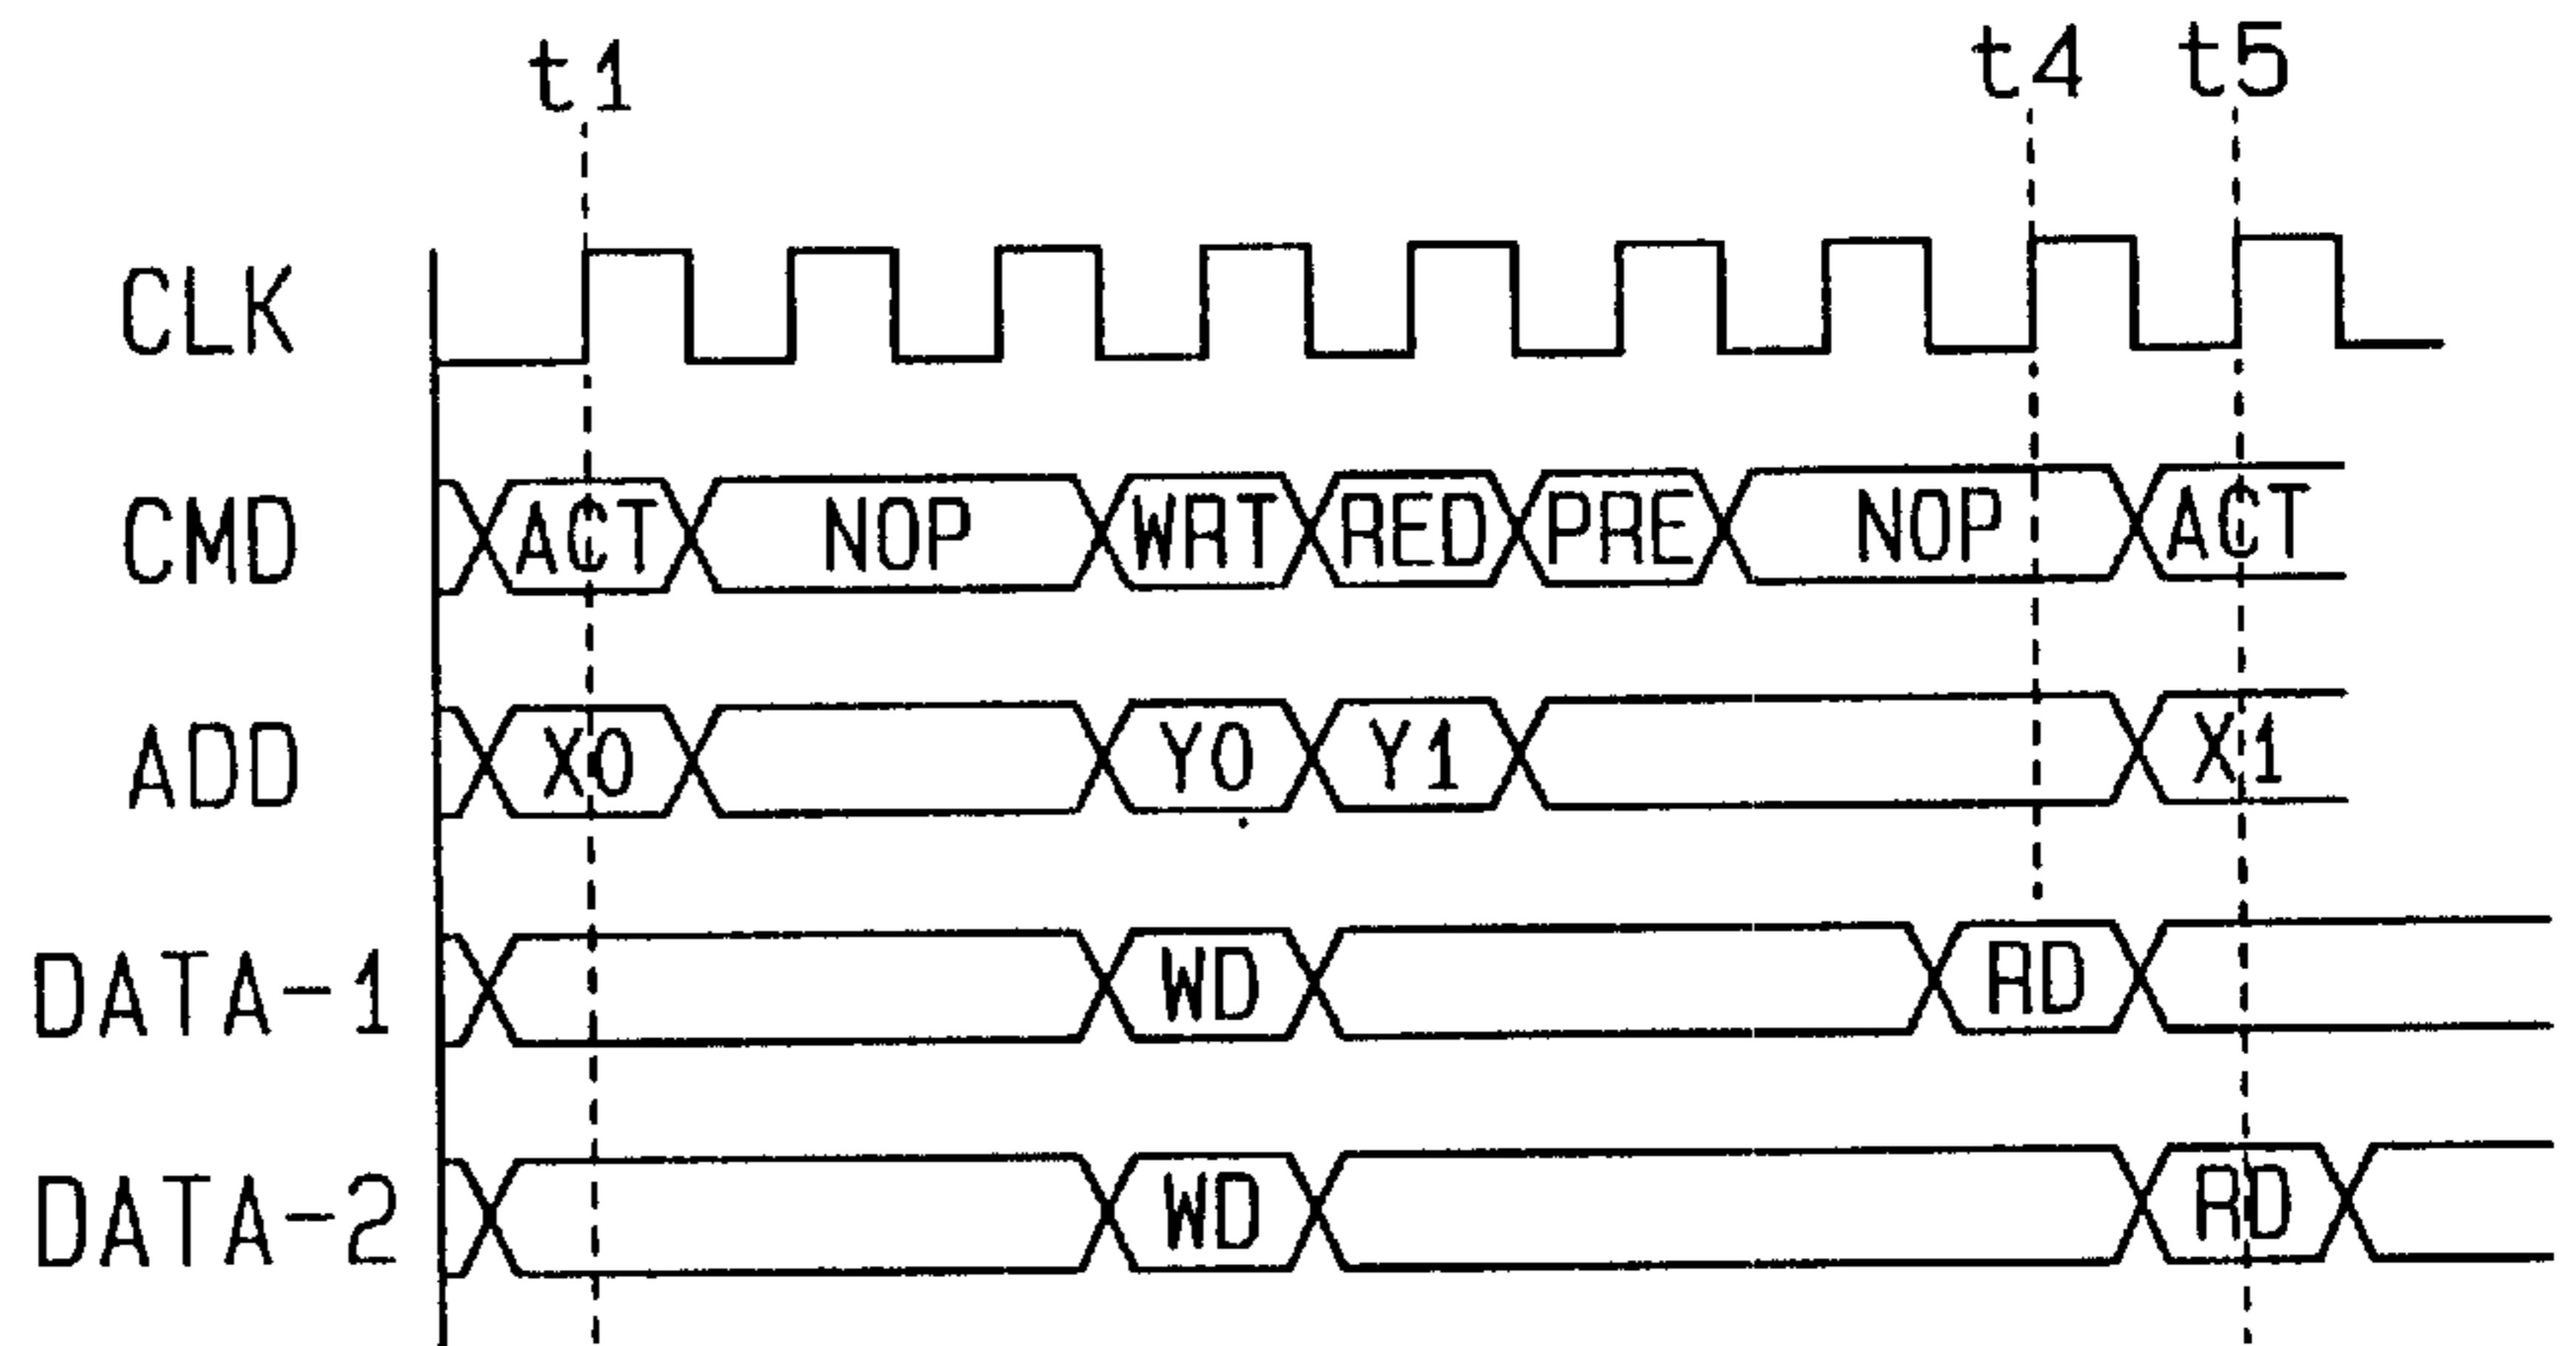 t1 t4 t5
CLK
CMD ACT NOP WRT RED PRE NOP ACT
ADD X0 Y0 Y1 X1
DATA-1 WD RD
DATA-2 WD RD